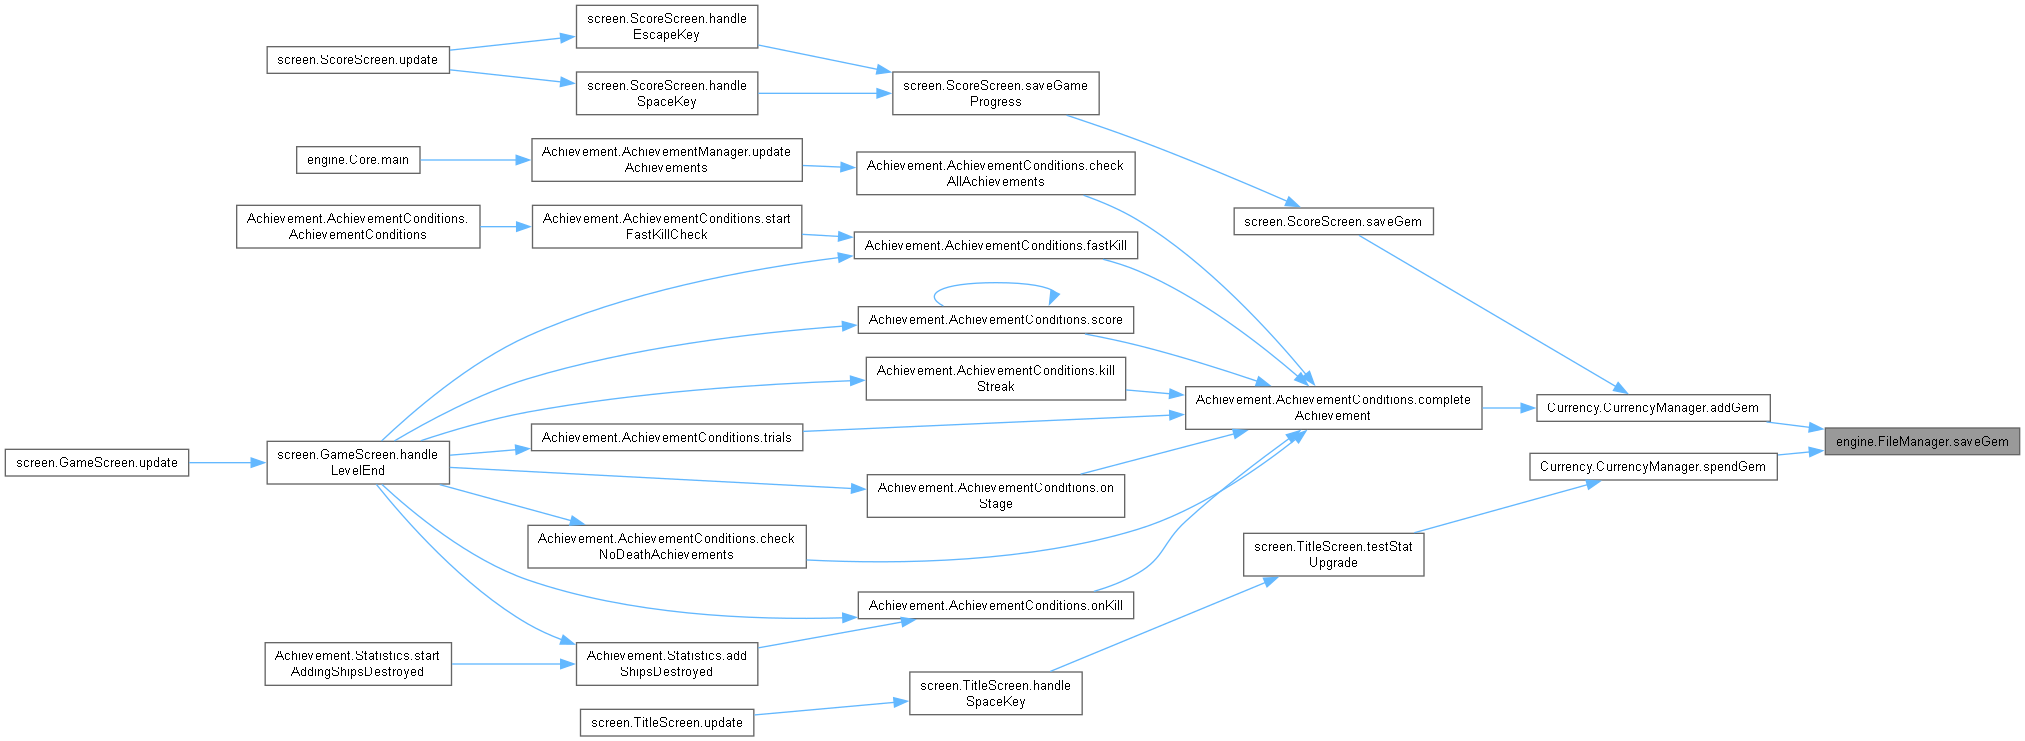 screen.ScoreScreen.handle
EscapeKey
screen.ScoreScreen.update
screen.ScoreScreen.handle
SpaceKey
screen.ScoreScreen.saveGame
Progress
engine.Core.main
Achievement.AchievementManager.update
Achievements
Achievement.AchievementConditions.check
AllAchievements
Achievement.AchievementConditions.
AchievementConditions
Achievement.AchievementConditions.start
FastKillCheck
Achievement.AchievementConditions.fastKill
screen.ScoreScreen.saveGem
Achievement.AchievementConditions.score
Achievement.AchievementConditions.kill
Streak
Achievement.AchievementConditions.complete
Achievement
Currency.CurrencyManager.addGem
engine.FileManager.saveGem
Currency.CurrencyManager.spendGem
Achievement.AchievementConditions.trials
screen.GameScreen.update
screen.GameScreen.handle
LevelEnd
Achievement.AchievementConditions.on
Stage
Achievement.AchievementConditions.check
NoDeathAchievements
screen.TitleScreen.testStat
Upgrade
Achievement.AchievementConditions.onKill
Achievement.Statistics.start
AddingShipsDestroyed
Achievement.Statistics.add
ShipsDestroyed
screen.TitleScreen.handle
SpaceKey
screen.TitleScreen.update